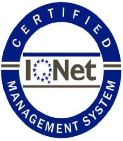 CERTIFIED
IQNet
MANAGEMENT SYSTEM